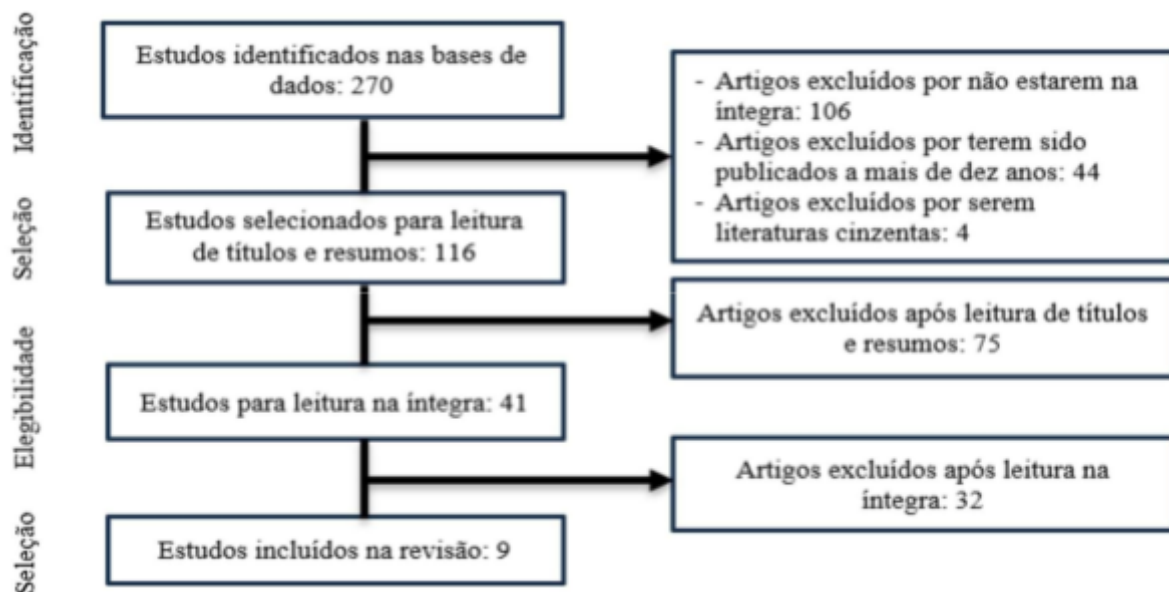 Identificação
Estudos identificados nas bases de
dados: 270
- Artigos excluídos por não estarem na
íntegra: 106
- Artigos excluídos por terem sido
publicados a mais de dez anos: 44
- Artigos excluídos por serem
literaturas cinzentas: 4
Seleção
Estudos selecionados para leitura
de títulos e resumos: 116
Artigos excluídos após leitura de títulos
e resumos: 75
Elegibilidade
Estudos para leitura na íntegra: 41
Artigos excluídos após leitura na
íntegra: 32
Seleção
Estudos incluídos na revisão: 9